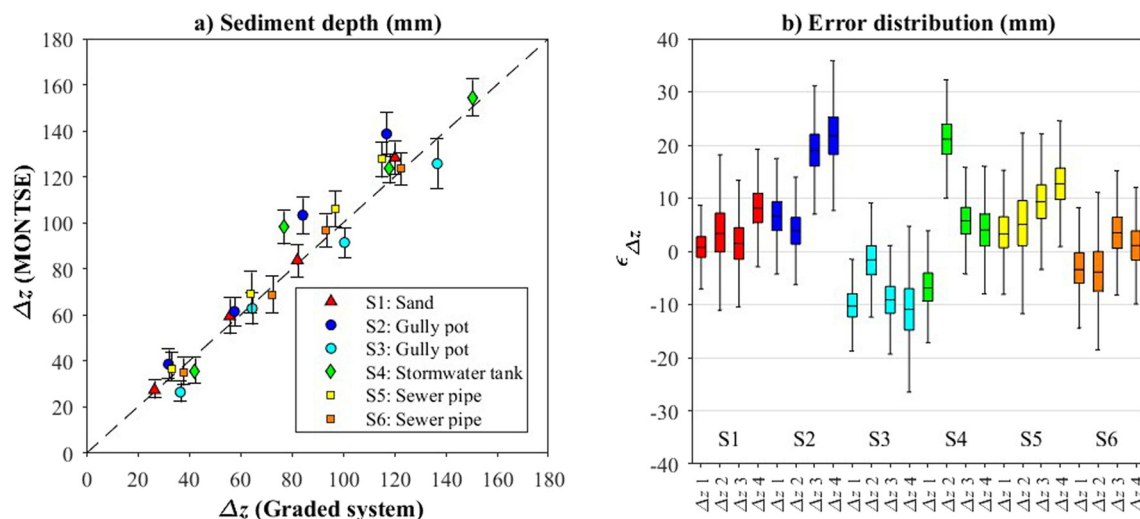 a) Sediment depth (mm)
180
160
140
120
100
80
60
40
20
0
Δz (MONTSE)
S1: Sand
S2: Gully pot
S3: Gully pot
S4: Stormwater tank
S5: Sewer pipe
S6: Sewer pipe
0 20 40 60 80 100 120 140 160 180
Δz (Graded system)
b) Error distribution (mm)
40
30
20
10
0
-10
-20
-30
-40
ϵ Δz
S1 S2 S3 S4 S5 S6
Δz 1 Δz 2 Δz 3 Δz 4 Δz 1 Δz 2 Δz 3 Δz 4 Δz 1 Δz 2 Δz 3 Δz 4 Δz 1 Δz 2 Δz 3 Δz 4 Δz 1 Δz 2 Δz 3 Δz 4 Δz 1 Δz 2 Δz 3 Δz 4